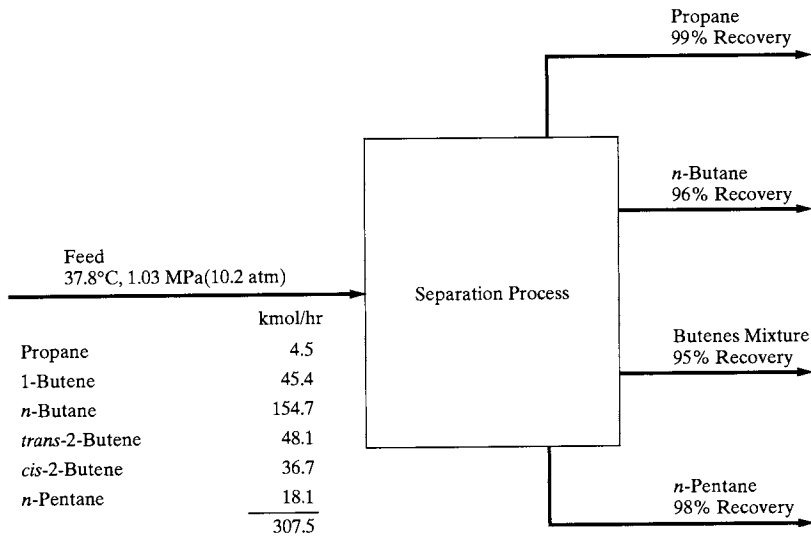 Propane
99% Recovery
n-Butane
96% Recovery
Feed
37.8°C, 1.03 MPa(10.2 atm)
Separation Process
kmol/hr
Propane 4.5
1-Butene 45.4
n-Butane 154.7
trans-2-Butene 48.1
cis-2-Butene 36.7
n-Pentane 18.1
307.5
Butenes Mixture
95% Recovery
n-Pentane
98% Recovery